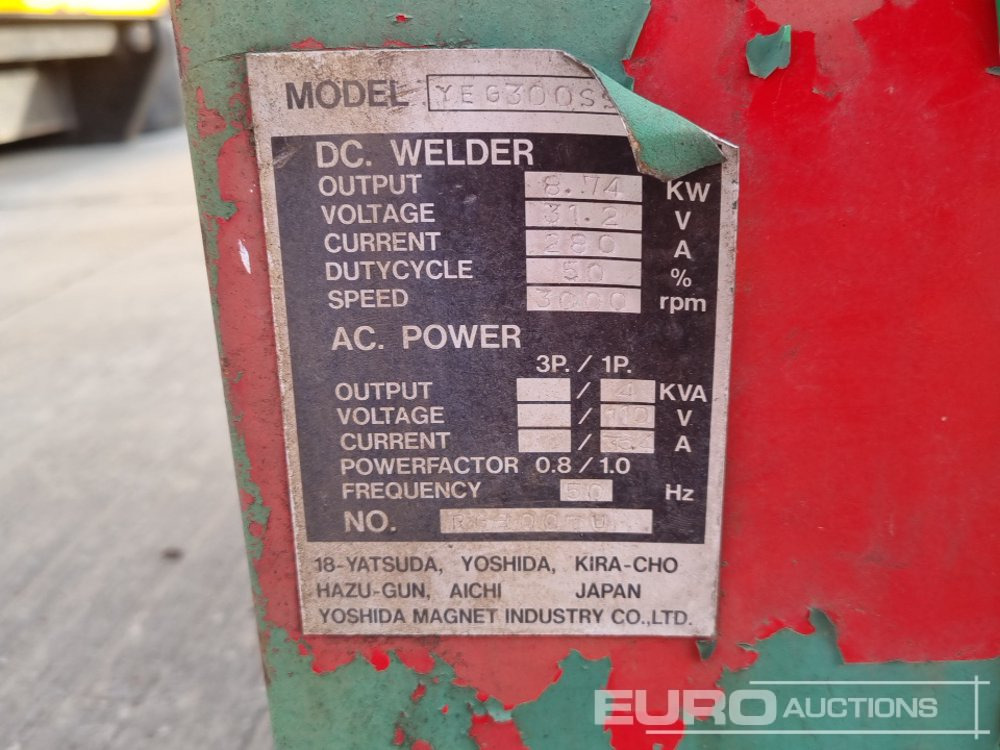 MODEL
DC. WELDER
OUTPUT 8.74 KW
VOLTAGE 31.2 V
CURRENT 280 A
DUTYCYCLE 50 %
SPEED 3000 rpm
AC. POWER
3P. / 1P.
OUTPUT / 4 KVA
VOLTAGE / 110 V
CURRENT / A
POWERFACTOR 0.8 / 1.0
FREQUENCY 50 Hz
NO.
18-YATSUDA, YOSHIDA, KIRA-CHO
HAZU-GUN, AICHI JAPAN
YOSHIDA MAGNET INDUSTRY CO.,LTD.
EURO AUCTIONS